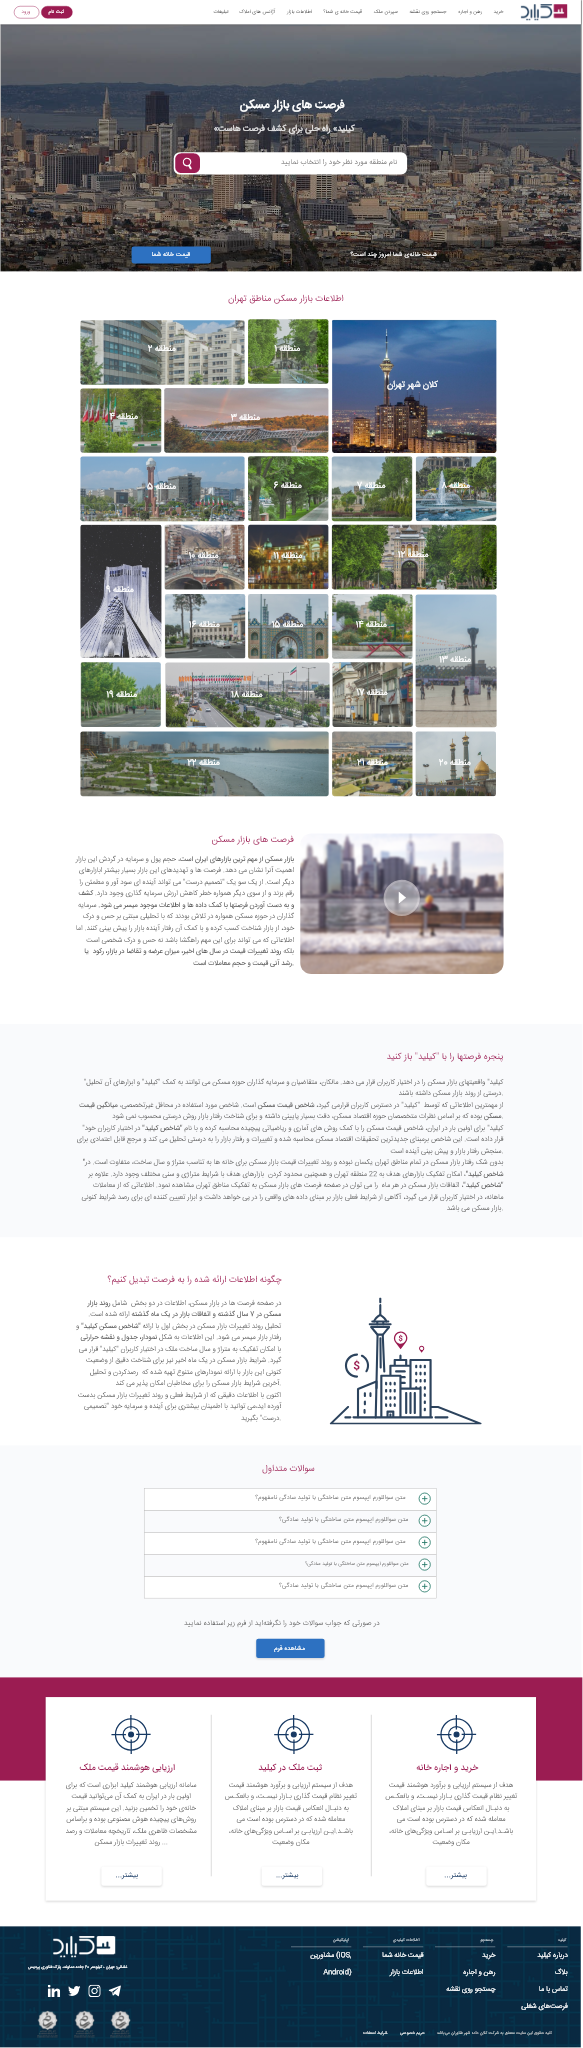 کیلید
خرید
رهن و اجاره
جستجو روی نقشه
سپردن ملک
قیمت خانه ی شما؟
اطلاعات بازار
آژانس های املاک
تبلیغات
ثبت نام
ورود
فرصت های بازار مسکن
کیلید» راه حلی برای کشف فرصت هاست»
نام منطقه مورد نظر خود را انتخاب نمایید
قیمت خانه‌ی شما امروز چند است؟
قیمت خانه شما
اطلاعات بازار مسکن مناطق تهران
کلان شهر تهران
منطقه ۱
منطقه ۲
منطقه ۳
منطقه ۴
منطقه ۸
منطقه ۷
منطقه ۶
منطقه ۵
منطقه ۱۲
منطقه ۱۱
منطقه ۱۰
منطقه ۹
منطقه ۱۳
منطقه ۱۴
منطقه ۱۵
منطقه ۱۶
منطقه ۱۷
منطقه ۱۸
منطقه ۱۹
منطقه ۲۰
منطقه ۲۱
منطقه ۲۲
فرصت های بازار مسکن
بازار مسکن از مهم ترین بازارهای ایران است، حجم پول و سرمایه در گردش این بازار
اهمیت آنرا نشان می دهد. فرصت ها و تهدیدهای این بازار بسیار بیشتر ازبازارهای
دیگر است. از یک سو یک "تصمیم درست" می تواند آینده ای سود آور و مطمئن را
رقم بزند و از سوی دیگر همواره خطر کاهش ارزش سرمایه گذاری وجود دارد. کشف
و به دست آوردن فرصتها با کمک داده ها و اطلاعات موجود میسر می شود. سرمایه
گذاران در حوزه مسکن همواره در تلاش بودند که با تحلیلی مبتنی بر حس و درک
خود، از بازار شناخت کسب کرده و با کمک آن رفتار آینده بازار را پیش بینی کنند. اما
اطلاعاتی که می تواند برای این مهم راهگشا باشد نه حس و درک شخصی است
بلکه روند تغییرات قیمت در سال های اخیر، میزان عرضه و تقاضا در بازار، رکود یا
.رشد آتی قیمت و حجم معاملات است
پنجره فرصتها را با "کیلید" باز کنید
کیلید" واقعیتهای بازار مسکن را در اختیار کاربران قرار می دهد. مالکان، متقاضیان و سرمایه گذاران حوزه مسکن می توانند به کمک "کیلید" و ابزارهای آن تحلیل"
.درستی از روند بازار مسکن داشته باشند
از مهمترین اطلاعاتی که توسط "کیلید" در دسترس کاربران قرارمی گیرد، شاخص قیمت مسکن است. شاخص مورد استفاده در محافل غیرتخصصی، میانگین قیمت
.مسکن بوده که بر اساس نظرات متخصصان حوزه اقتصاد مسکن، دقت بسیار پایینی داشته و برای شناخت رفتار بازار روش درستی محسوب نمی شود
کیلید" برای اولین بار در ایران، شاخص قیمت مسکن را با کمک روش های آماری و ریاضیاتی پیچیده محاسبه کرده و با نام "شاخص کیلید" در اختیار کاربران خود"
قرار داده است. این شاخص برمبنای جدیدترین تحقیقات اقتصاد مسکن محاسبه شده و تغییرات و رفتار بازار را به درستی تحلیل می کند و مرجع قابل اعتمادی برای
.سنجش رفتار بازار و پیش بینی آینده است
بدون شک رفتار بازار مسکن در تمام مناطق تهران یکسان نبوده و روند تغییرات قیمت بازار مسکن برای خانه ها به تناسب متراژ و سال ساخت، متفاوت است. در"
شاخص کیلید"، امکان تفکیک بازارهای هدف به 22 منطقه تهران و همچنین محدود کردن بازارهای هدف با شرایط متراژی و سنی مختلف وجود دارد. علاوه بر
"شاخص کیلید"، اتفاقات بازار مسکن در هر ماه را می توان در صفحه فرصت های بازار مسکن به تفکیک مناطق تهران مشاهده نمود. اطلاعاتی که از معاملات
ماهانه، در اختیار کاربران قرار می گیرد، آگاهی از شرایط فعلی بازار بر مبنای داده های واقعی را در پی خواهد داشت و ابزار تعیین کننده ای برای رصد شرایط کنونی
.بازار مسکن می باشد
چگونه اطلاعات ارائه شده را به فرصت تبدیل کنیم؟
در صفحه فرصت ها در بازار مسکن، اطلاعات در دو بخش شامل روند بازار
مسکن در ۷ سال گذشته و اتفاقات بازار در یک ماه گذشته ارائه شده است.
تحلیل روند تغییرات بازار مسکن در بخش اول با ارائه "شاخص مسکن کیلید" و
رفتار بازار میسر می شود. این اطلاعات به شکل نمودار، جدول و نقشه حرارتی
با امکان تفکیک به متراژ و سال ساخت ملک در اختیار کاربران "کیلید" قرار می
گیرد. شرایط بازار مسکن در یک ماه اخیر نیز برای شناخت دقیق از وضعیت
کنونی این بازار با ارائه نمودارهای متنوع تهیه شده که رصدکردن و تحلیل
.آخرین شرایط بازار مسکن را برای مخاطبان امکان پذیر می کند
اکنون با اطلاعات دقیقی که از شرایط فعلی و روند تغییرات بازار مسکن بدست
آورده اید،می توانید با اطمینان بیشتری برای آینده و سرمایه خود "تصمیمی
.درست" بگیرید
سوالات متداول
متن سوالتورم ایپسوم متن ساختگی با تولید سادگی نامفهوم؟
متن سوالتورم ایپسوم متن ساختگی با تولید سادگی؟
متن سوالتورم ایپسوم متن ساختگی با تولید سادگی نامفهوم؟
متن سوالتورم ایپسوم متن ساختگی با تولید سادگی؟
متن سوالتورم ایپسوم متن ساختگی با تولید سادگی؟
در صورتی که جواب سوالات خود را نگرفته‌اید از فرم زیر استفاده نمایید
مشاهده فرم
خرید و اجاره خانه
هدف از سیستم ارزیابی و برآورد هوشمند قیمت
تغییر نظام قیمت گذاری بـازار نیسـت، و بالعکـس
به دنبـال انعکاس قیمت بازار بر مبنای املاک
معامله شده که در دسترس بوده است می
باشـد.این ارزیابـی بر اسـاس ویژگی‌های خانه،
مکان وضعیت
بیشتر...
ثبت ملک در کیلید
هدف از سیستم ارزیابی و برآورد هوشمند قیمت
تغییر نظام قیمت گذاری بـازار نیسـت، و بالعکـس
به دنبـال انعکاس قیمت بازار بر مبنای املاک
معامله شده که در دسترس بوده است می
باشـد.این ارزیابـی بر اسـاس ویژگی‌های خانه،
مکان وضعیت
بیشتر...
ارزیابی هوشمند قیمت ملک
سامانه ارزیابی هوشمند کیلید ابزاری است که برای
اولین بار در ایران به کمک آن می‌توانید قیمت
خانه‌ی خود را تخمین بزنید. این سیستم مبتنی بر
روش‌های پیچیده هوش مصنوعی بوده و براساس
مشخصات ظاهری ملک، تاریخچه معاملات و رصد
... روند تغییرات بازار مسکن
بیشتر...
کیلید
درباره کیلید
بلاگ
تماس با ما
فرصت‌های شغلی
جستجو
خرید
رهن و اجاره
جستجوی روی نقشه
اطلاعات کلیدی
قیمت خانه شما
اطلاعات بازار
اپلیکیشن
مشاورین (iOS,
Android)
کیلید
نشانی: تهران ، کیلومتر ۲۰ جاده دماوند، پارک فناوری پردیس
کلیه حقوق این سایت متعلق به شرکت کلان داده شهر فناوران می‌باشد
حریم خصوصی
شرایط استفاده